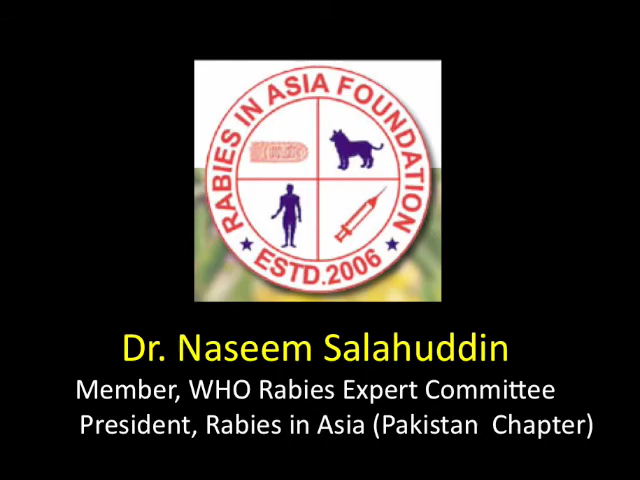 RABIES IN ASIA FOUNDATION
ESTD.2006
Dr. Naseem Salahuddin
Member, WHO Rabies Expert Committee
President, Rabies in Asia (Pakistan Chapter)